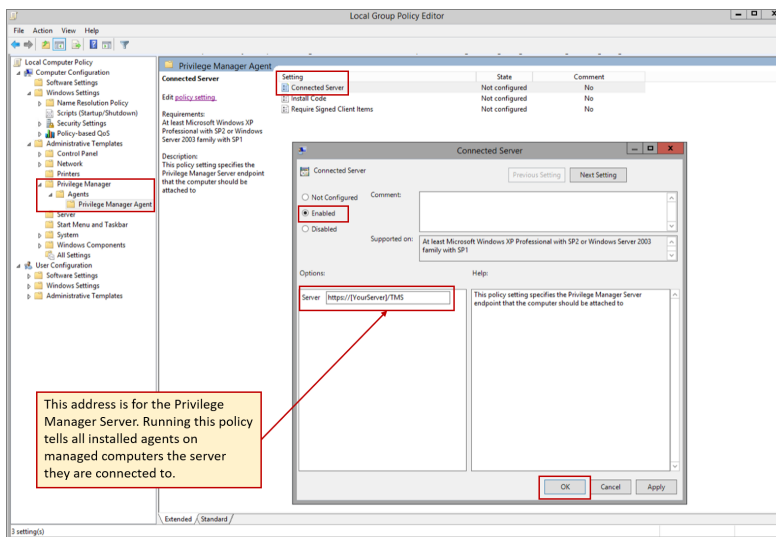 Local Group Policy Editor
File Action View Help
Local Computer Policy
Computer Configuration
Software Settings
Windows Settings
Name Resolution Policy
Scripts (Startup/Shutdown)
Security Settings
Policy-based QoS
Administrative Templates
Control Panel
Network
Printers
Privilege Manager
Agents
Privilege Manager Agent
Server
Start Menu and Taskbar
System
Windows Components
All Settings
User Configuration
Software Settings
Windows Settings
Administrative Templates
Privilege Manager Agent
Connected Server
Edit policy setting
Requirements:
At least Microsoft Windows XP
Professional with SP2 or Windows
Server 2003 family with SP1
Description:
This policy setting specifies the
Privilege Manager Server endpoint
that the computer should be
attached to
Setting State Comment
Connected Server Not configured No
Install Code Not configured No
Require Signed Client Items Not configured No
Connected Server
Connected Server
Previous Setting Next Setting
Not Configured Comment:
Enabled
Disabled
Supported on:
At least Microsoft Windows XP Professional with SP2 or Windows Server 2003
family with SP1
Options: Help:
Server https://[YourServer]/TMS
This policy setting specifies the Privilege Manager Server
endpoint that the computer should be attached to
OK Cancel Apply
This address is for the Privilege
Manager Server. Running this policy
tells all installed agents on
managed computers the server
they are connected to.
Extended Standard
3 setting(s)